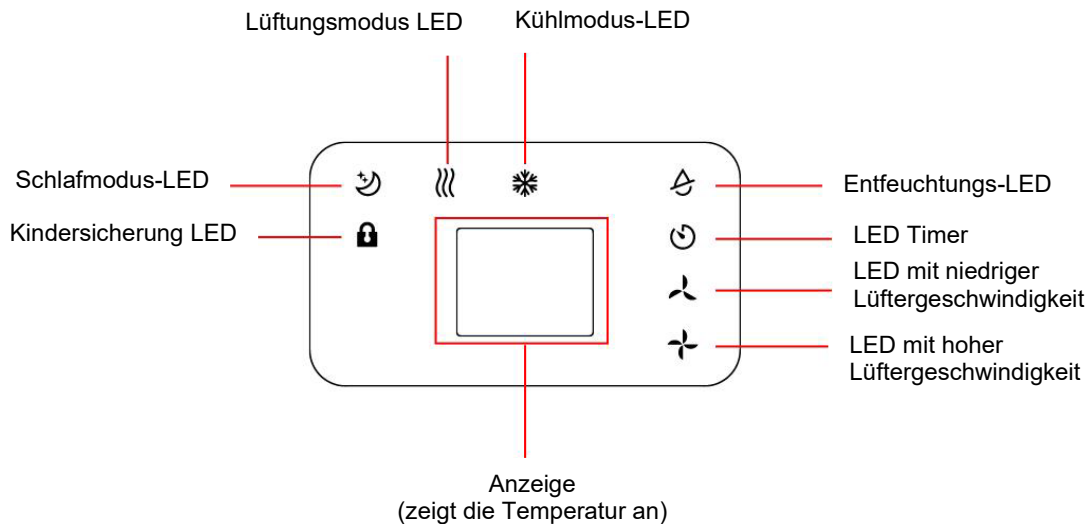 Lüftungsmodus LED
Kühlmodus-LED
Schlafmodus-LED
Entfeuchtungs-LED
Kindersicherung LED
LED Timer
LED mit niedriger
Lüftergeschwindigkeit
LED mit hoher
Lüftergeschwindigkeit
Anzeige
(zeigt die Temperatur an)